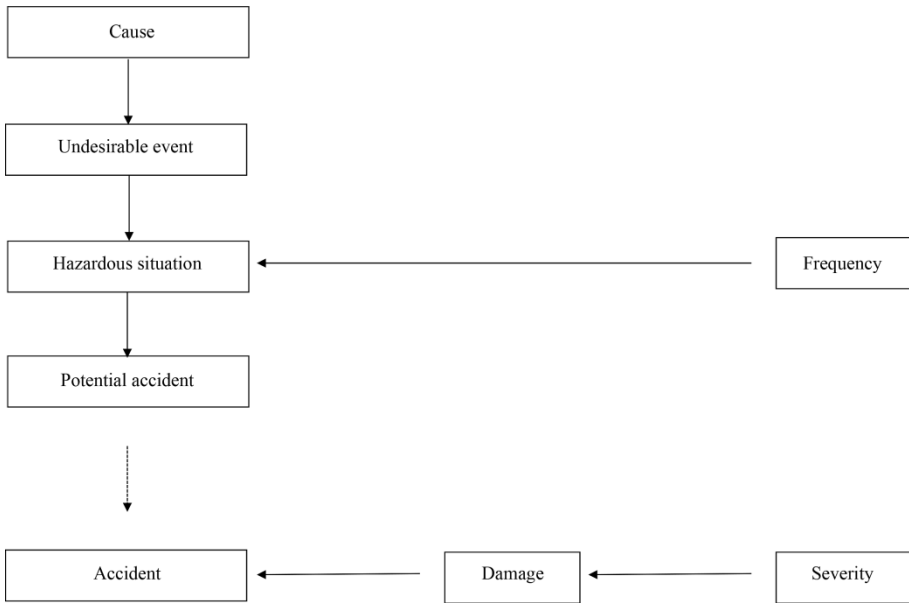 Cause
Undesirable event
Hazardous situation
Frequency
Potential accident
Accident
Damage
Severity